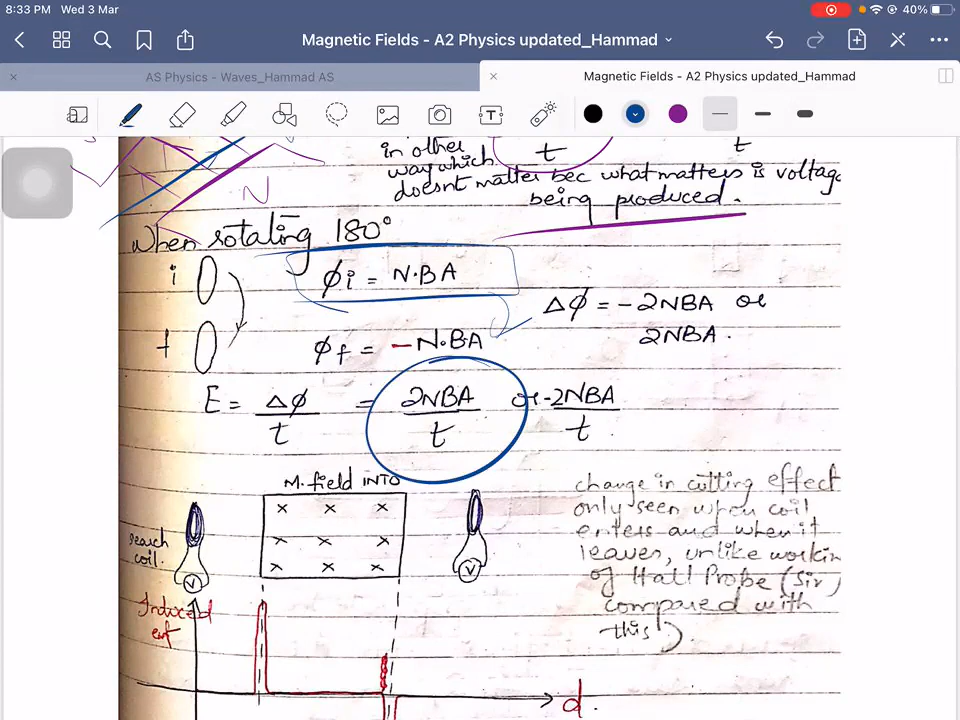 8:33 PM Wed 3 Mar
40%
Magnetic Fields - A2 Physics updated_Hammad
AS Physics - Waves_Hammad AS
Magnetic Fields - A2 Physics updated_Hammad
in other
way which
t
t
doesnt matter bec what matters is voltage
being produced.
N
When rotating 180°
i
ϕi = N·BA
Δϕ = -2NBA or
2NBA.
f
ϕf = -N·BA
E = Δϕ/t = 2NBA/t or -2NBA/t
M. field INTO
search
coil.
V
V
change in cutting effect
only seen when coil
enters and when it
leaves, unlike workin
of Hall Probe (Sir)
compared with
this)
Induced
emf
d.